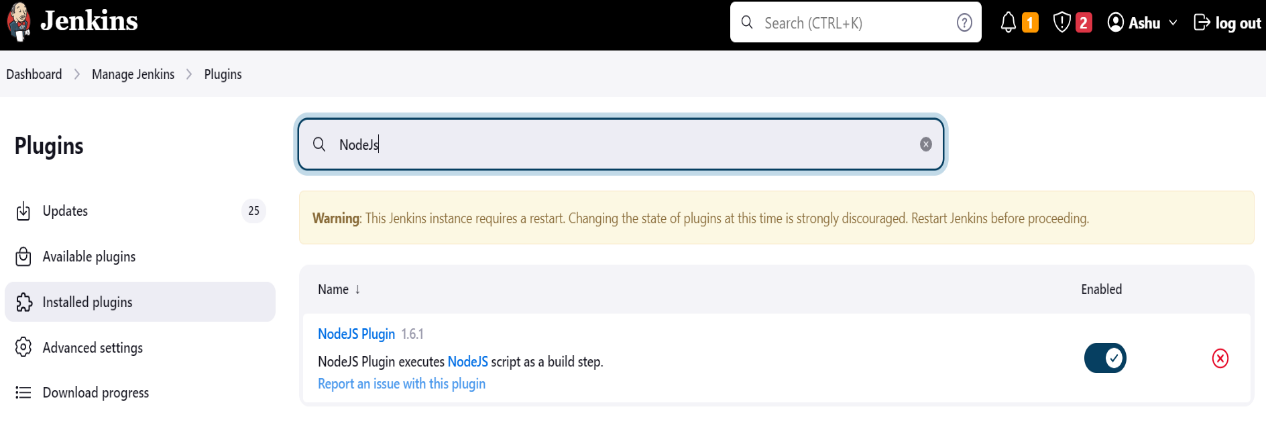 Jenkins
Search (CTRL+K)
?
1
2
Ashu
log out
Dashboard > Manage Jenkins > Plugins
Plugins
NodeJs
Updates 25
Available plugins
Installed plugins
Advanced settings
Download progress
Warning: This Jenkins instance requires a restart. Changing the state of plugins at this time is strongly discouraged. Restart Jenkins before proceeding.
Name ↓ Enabled
NodeJS Plugin 1.6.1
NodeJS Plugin executes NodeJS script as a build step.
Report an issue with this plugin